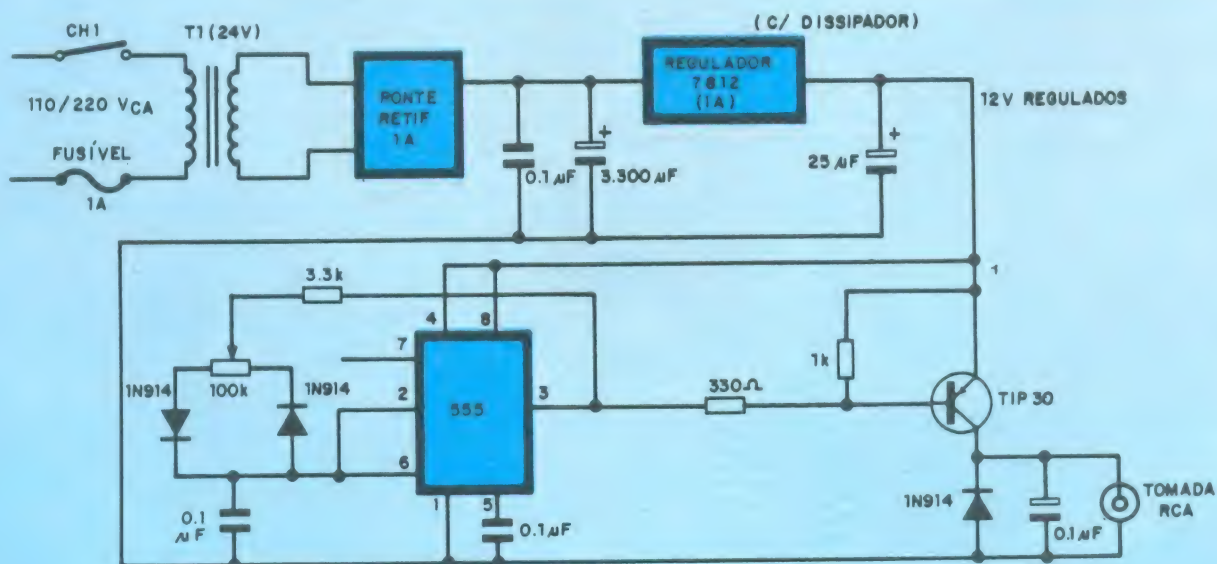 (C/ DISSIPADOR)
CH1
T1(24V)
110/220 VCA
FUSÍVEL
1A
PONTE
RETIF
1A
0.1µF
+
3.300µF
REGULADOR
7812
(1A)
+
25µF
12V REGULADOS
3.3k
4
8
1
7
1N914
100k
1N914
2
555
3
330Ω
1k
TIP30
6
1
5
0.1
µF
0.1µF
1N914
0.1µF
TOMADA
RCA